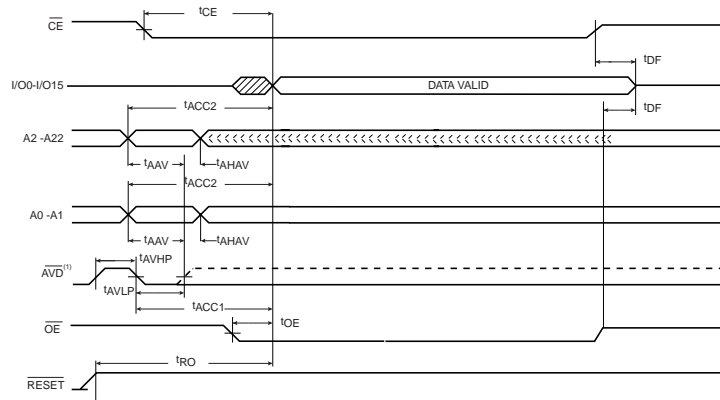 tCE
CE
tDF
I/O0-I/O15
DATA VALID
tACC2
tDF
A2 -A22
tAAV
tAHAV
tACC2
A0 -A1
tAAV
tAHAV
tAVHP
AVD(1)
tAVLP
tACC1
tOE
OE
tRO
RESET